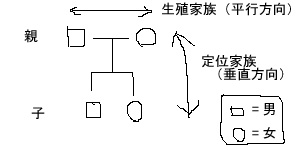 生殖家族（平行方向）
親
定位家族
（垂直方向）
子
= 男
= 女